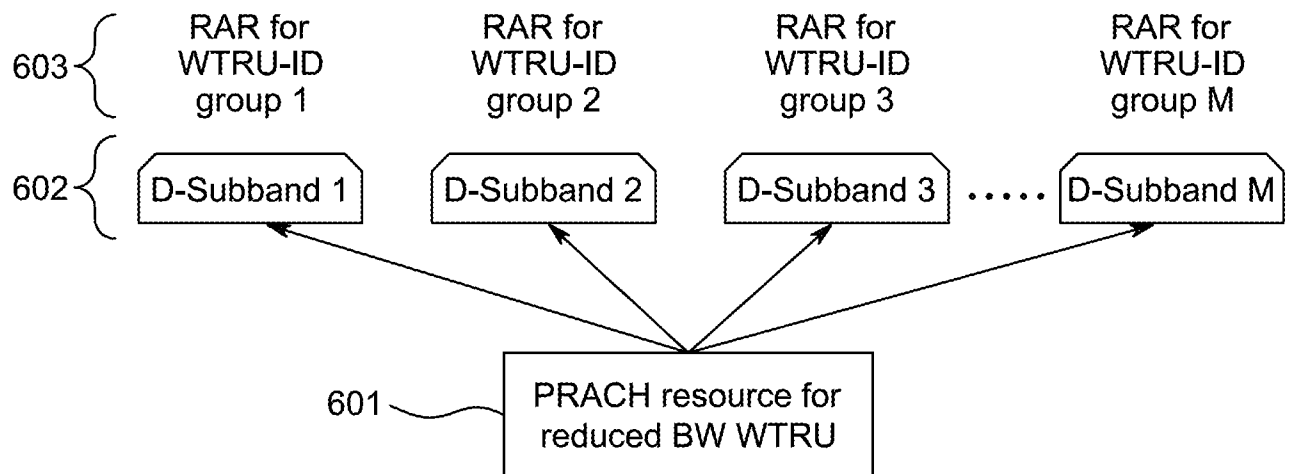 603
RAR for
WTRU-ID
group 1
RAR for
WTRU-ID
group 2
RAR for
WTRU-ID
group 3
RAR for
WTRU-ID
group M
602
D-Subband 1
D-Subband 2
D-Subband 3
.....
D-Subband M
601
PRACH resource for
reduced BW WTRU